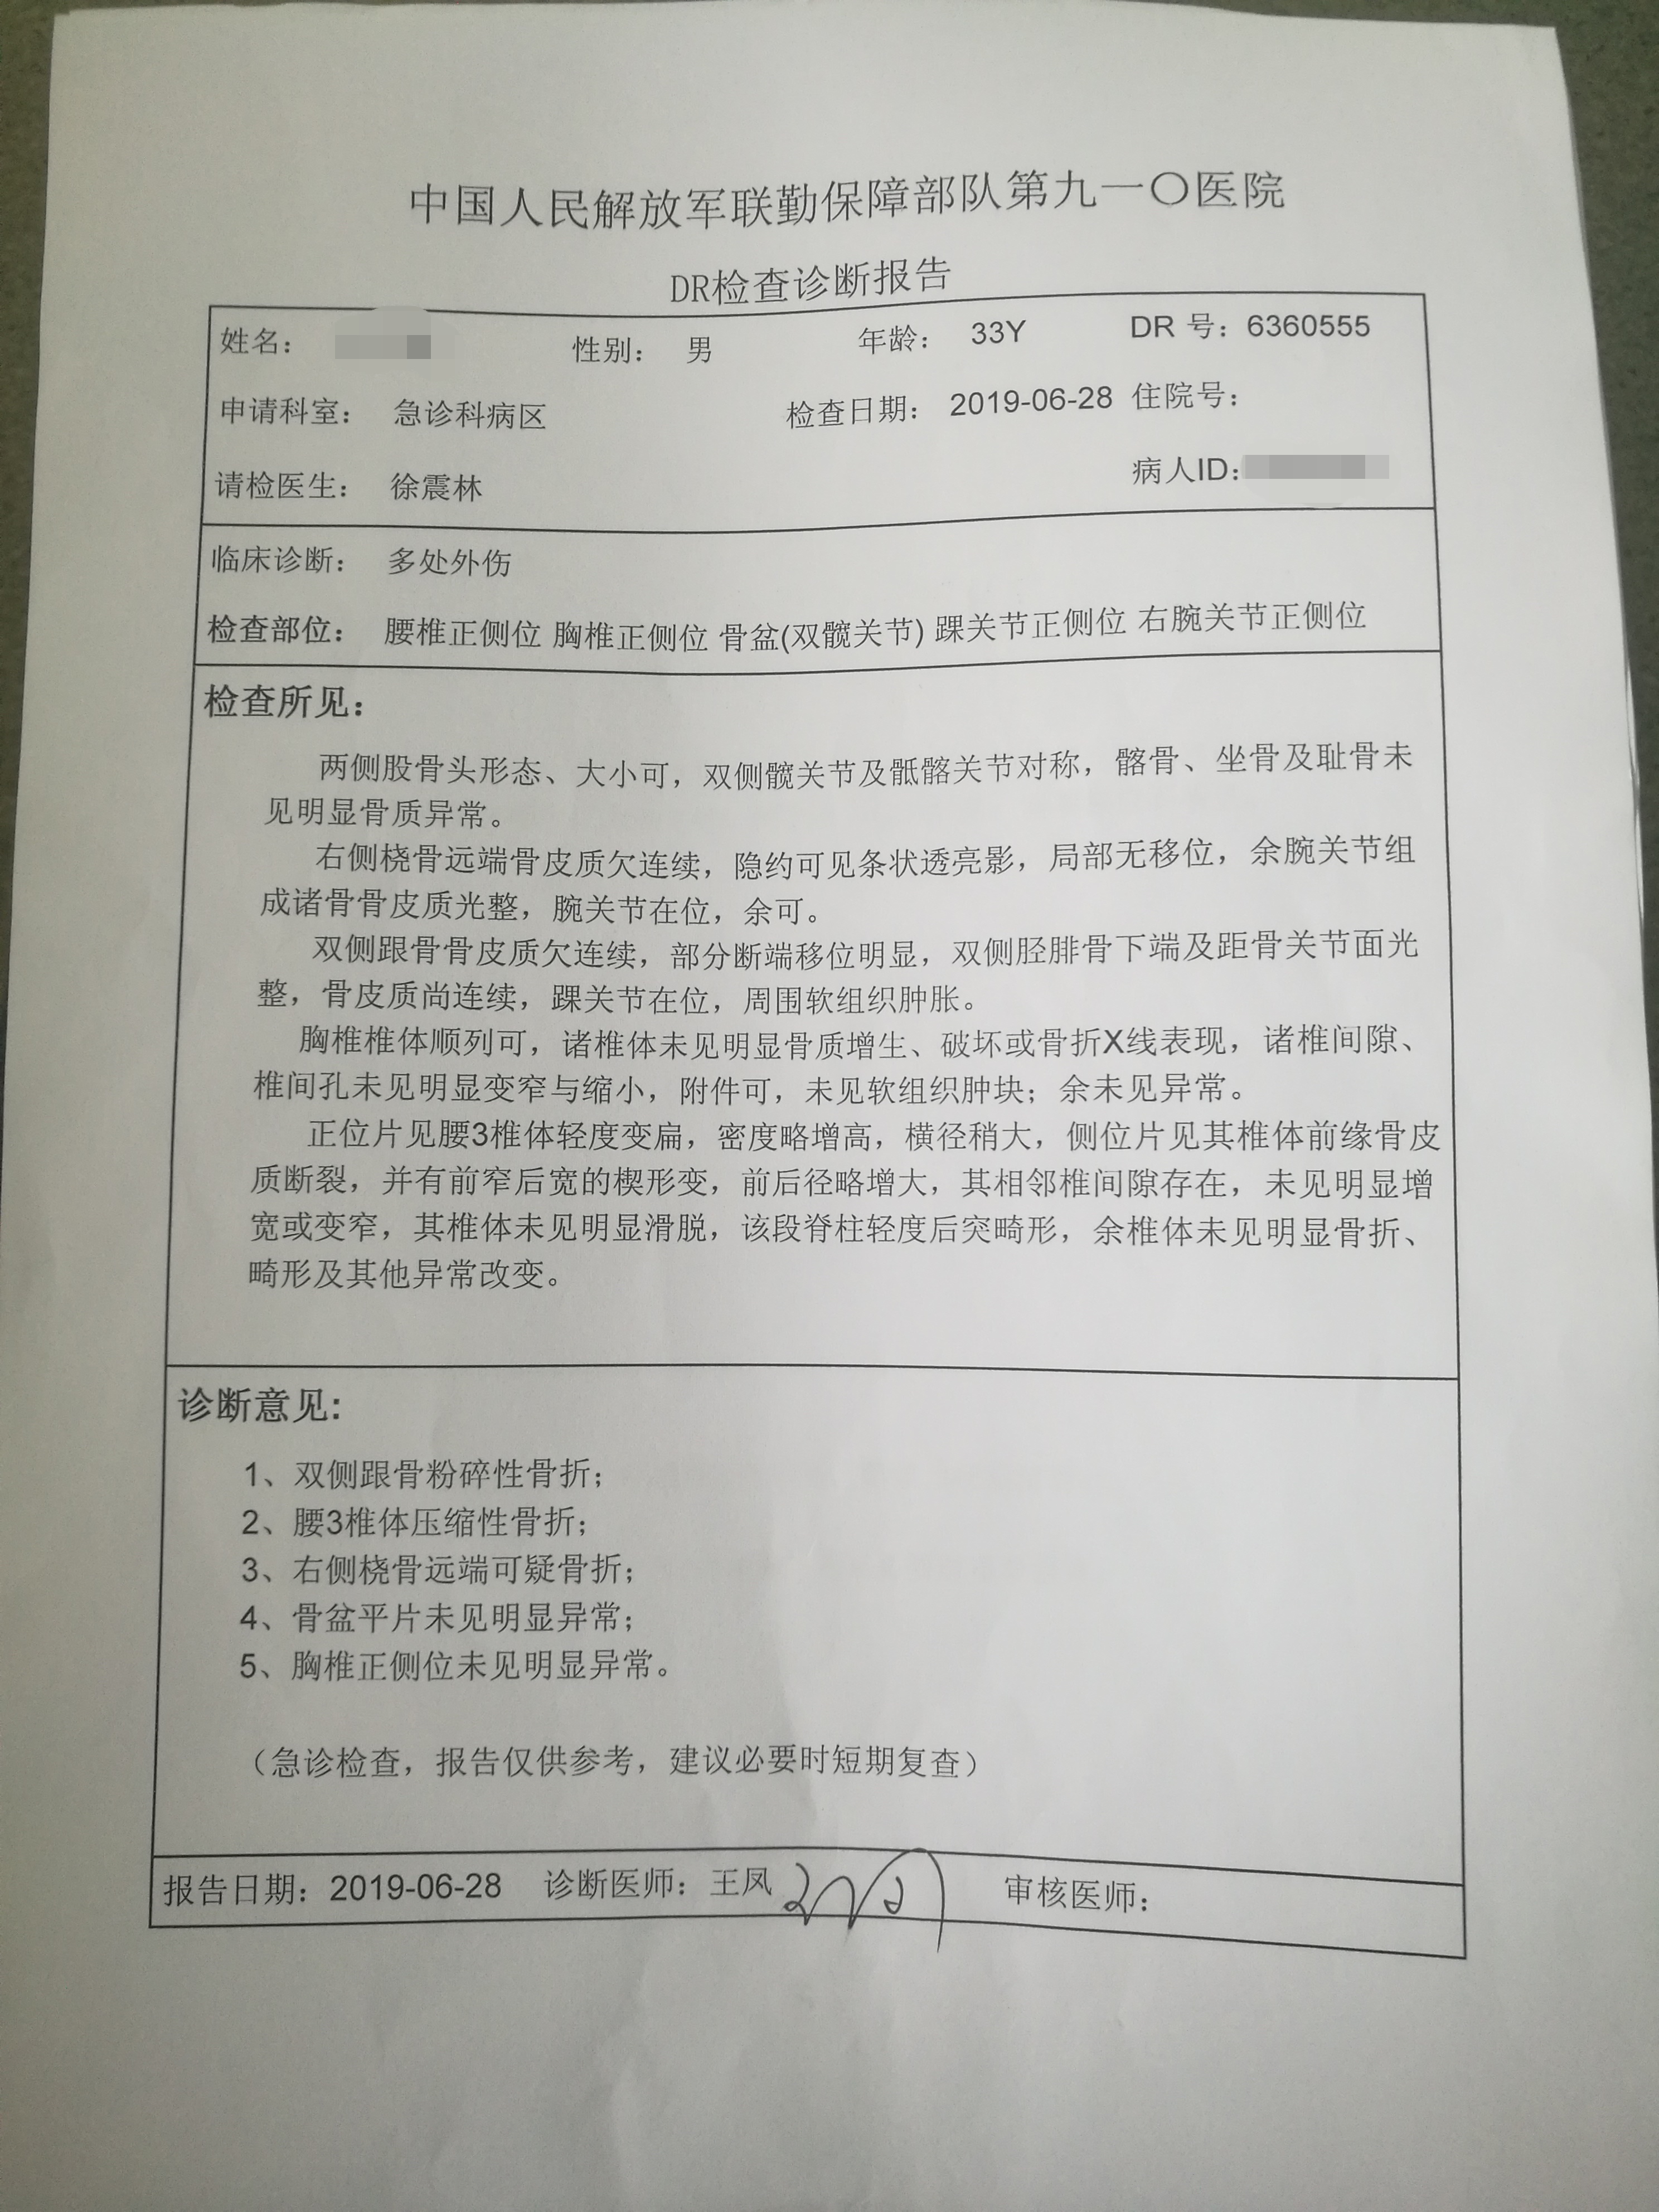 中国人民解放军联勤保障部队第九一〇医院
DR检查诊断报告
姓名： 性别： 男 年龄： 33Y DR 号：6360555
申请科室： 急诊科病区 检查日期： 2019-06-28 住院号：
请检医生： 徐震林 病人ID：
临床诊断： 多处外伤
检查部位： 腰椎正侧位 胸椎正侧位 骨盆(双髋关节) 踝关节正侧位 右腕关节正侧位
检查所见：
两侧股骨头形态、大小可，双侧髋关节及骶髂关节对称，髂骨、坐骨及耻骨未
见明显骨质异常。
右侧桡骨远端骨皮质欠连续，隐约可见条状透亮影，局部无移位，余腕关节组
成诸骨骨皮质光整，腕关节在位，余可。
双侧跟骨骨皮质欠连续，部分断端移位明显，双侧胫腓骨下端及距骨关节面光
整，骨皮质尚连续，踝关节在位，周围软组织肿胀。
胸椎椎体顺列可，诸椎体未见明显骨质增生、破坏或骨折X线表现，诸椎间隙、
椎间孔未见明显变窄与缩小，附件可，未见软组织肿块；余未见异常。
正位片见腰3椎体轻度变扁，密度略增高，横径稍大，侧位片见其椎体前缘骨皮
质断裂，并有前窄后宽的楔形变，前后径略增大，其相邻椎间隙存在，未见明显增
宽或变窄，其椎体未见明显滑脱，该段脊柱轻度后突畸形，余椎体未见明显骨折、
畸形及其他异常改变。
诊断意见：
1、双侧跟骨粉碎性骨折；
2、腰3椎体压缩性骨折；
3、右侧桡骨远端可疑骨折；
4、骨盆平片未见明显异常；
5、胸椎正侧位未见明显异常。
（急诊检查，报告仅供参考，建议必要时短期复查）
报告日期：2019-06-28 诊断医师：王凤 审核医师：